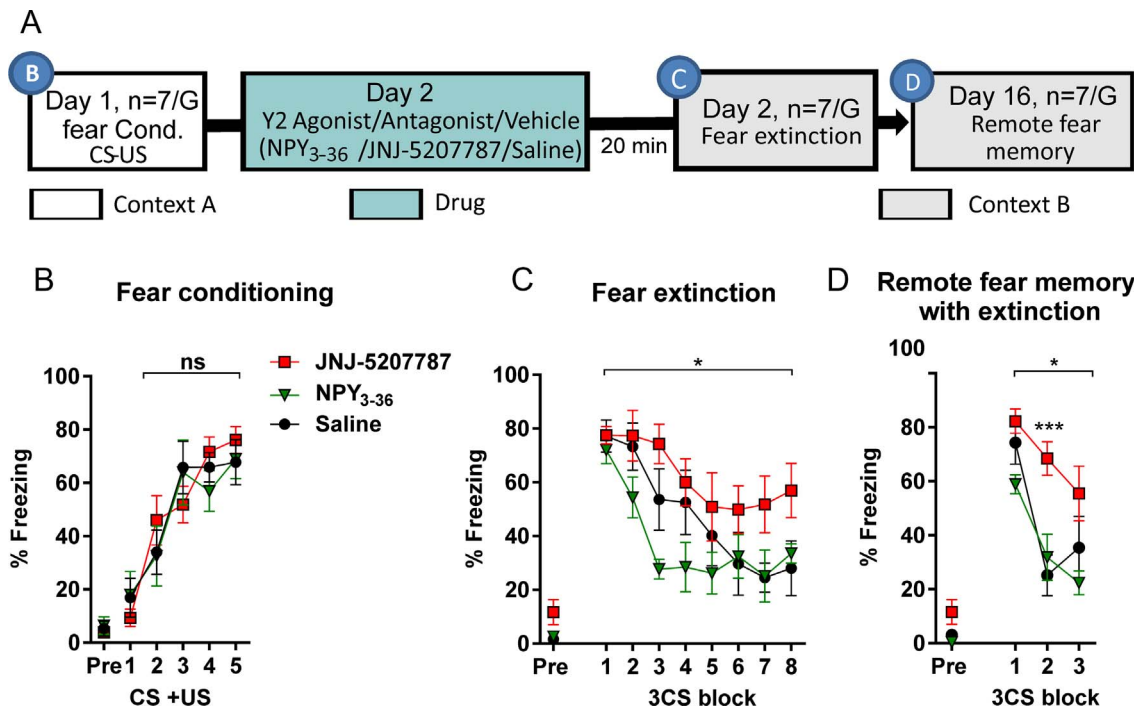 A
B
Day 1, n=7/G
fear Cond.
CS-US
Day 2
Y2 Agonist/Antagonist/Vehicle
(NPY3-36 /JNJ-5207787/Saline)
20 min
C
Day 2, n=7/G
Fear extinction
D
Day 16, n=7/G
Remote fear
memory
Context A
Drug
Context B
B
Fear conditioning
ns
JNJ-5207787
NPY3-36
Saline
% Freezing
100
80
60
40
20
0
Pre 1 2 3 4 5
CS +US
C
Fear extinction
*
% Freezing
100
80
60
40
20
0
Pre 1 2 3 4 5 6 7 8
3CS block
D
Remote fear memory
with extinction
*
***
% Freezing
100
80
60
40
20
0
Pre 1 2 3
3CS block